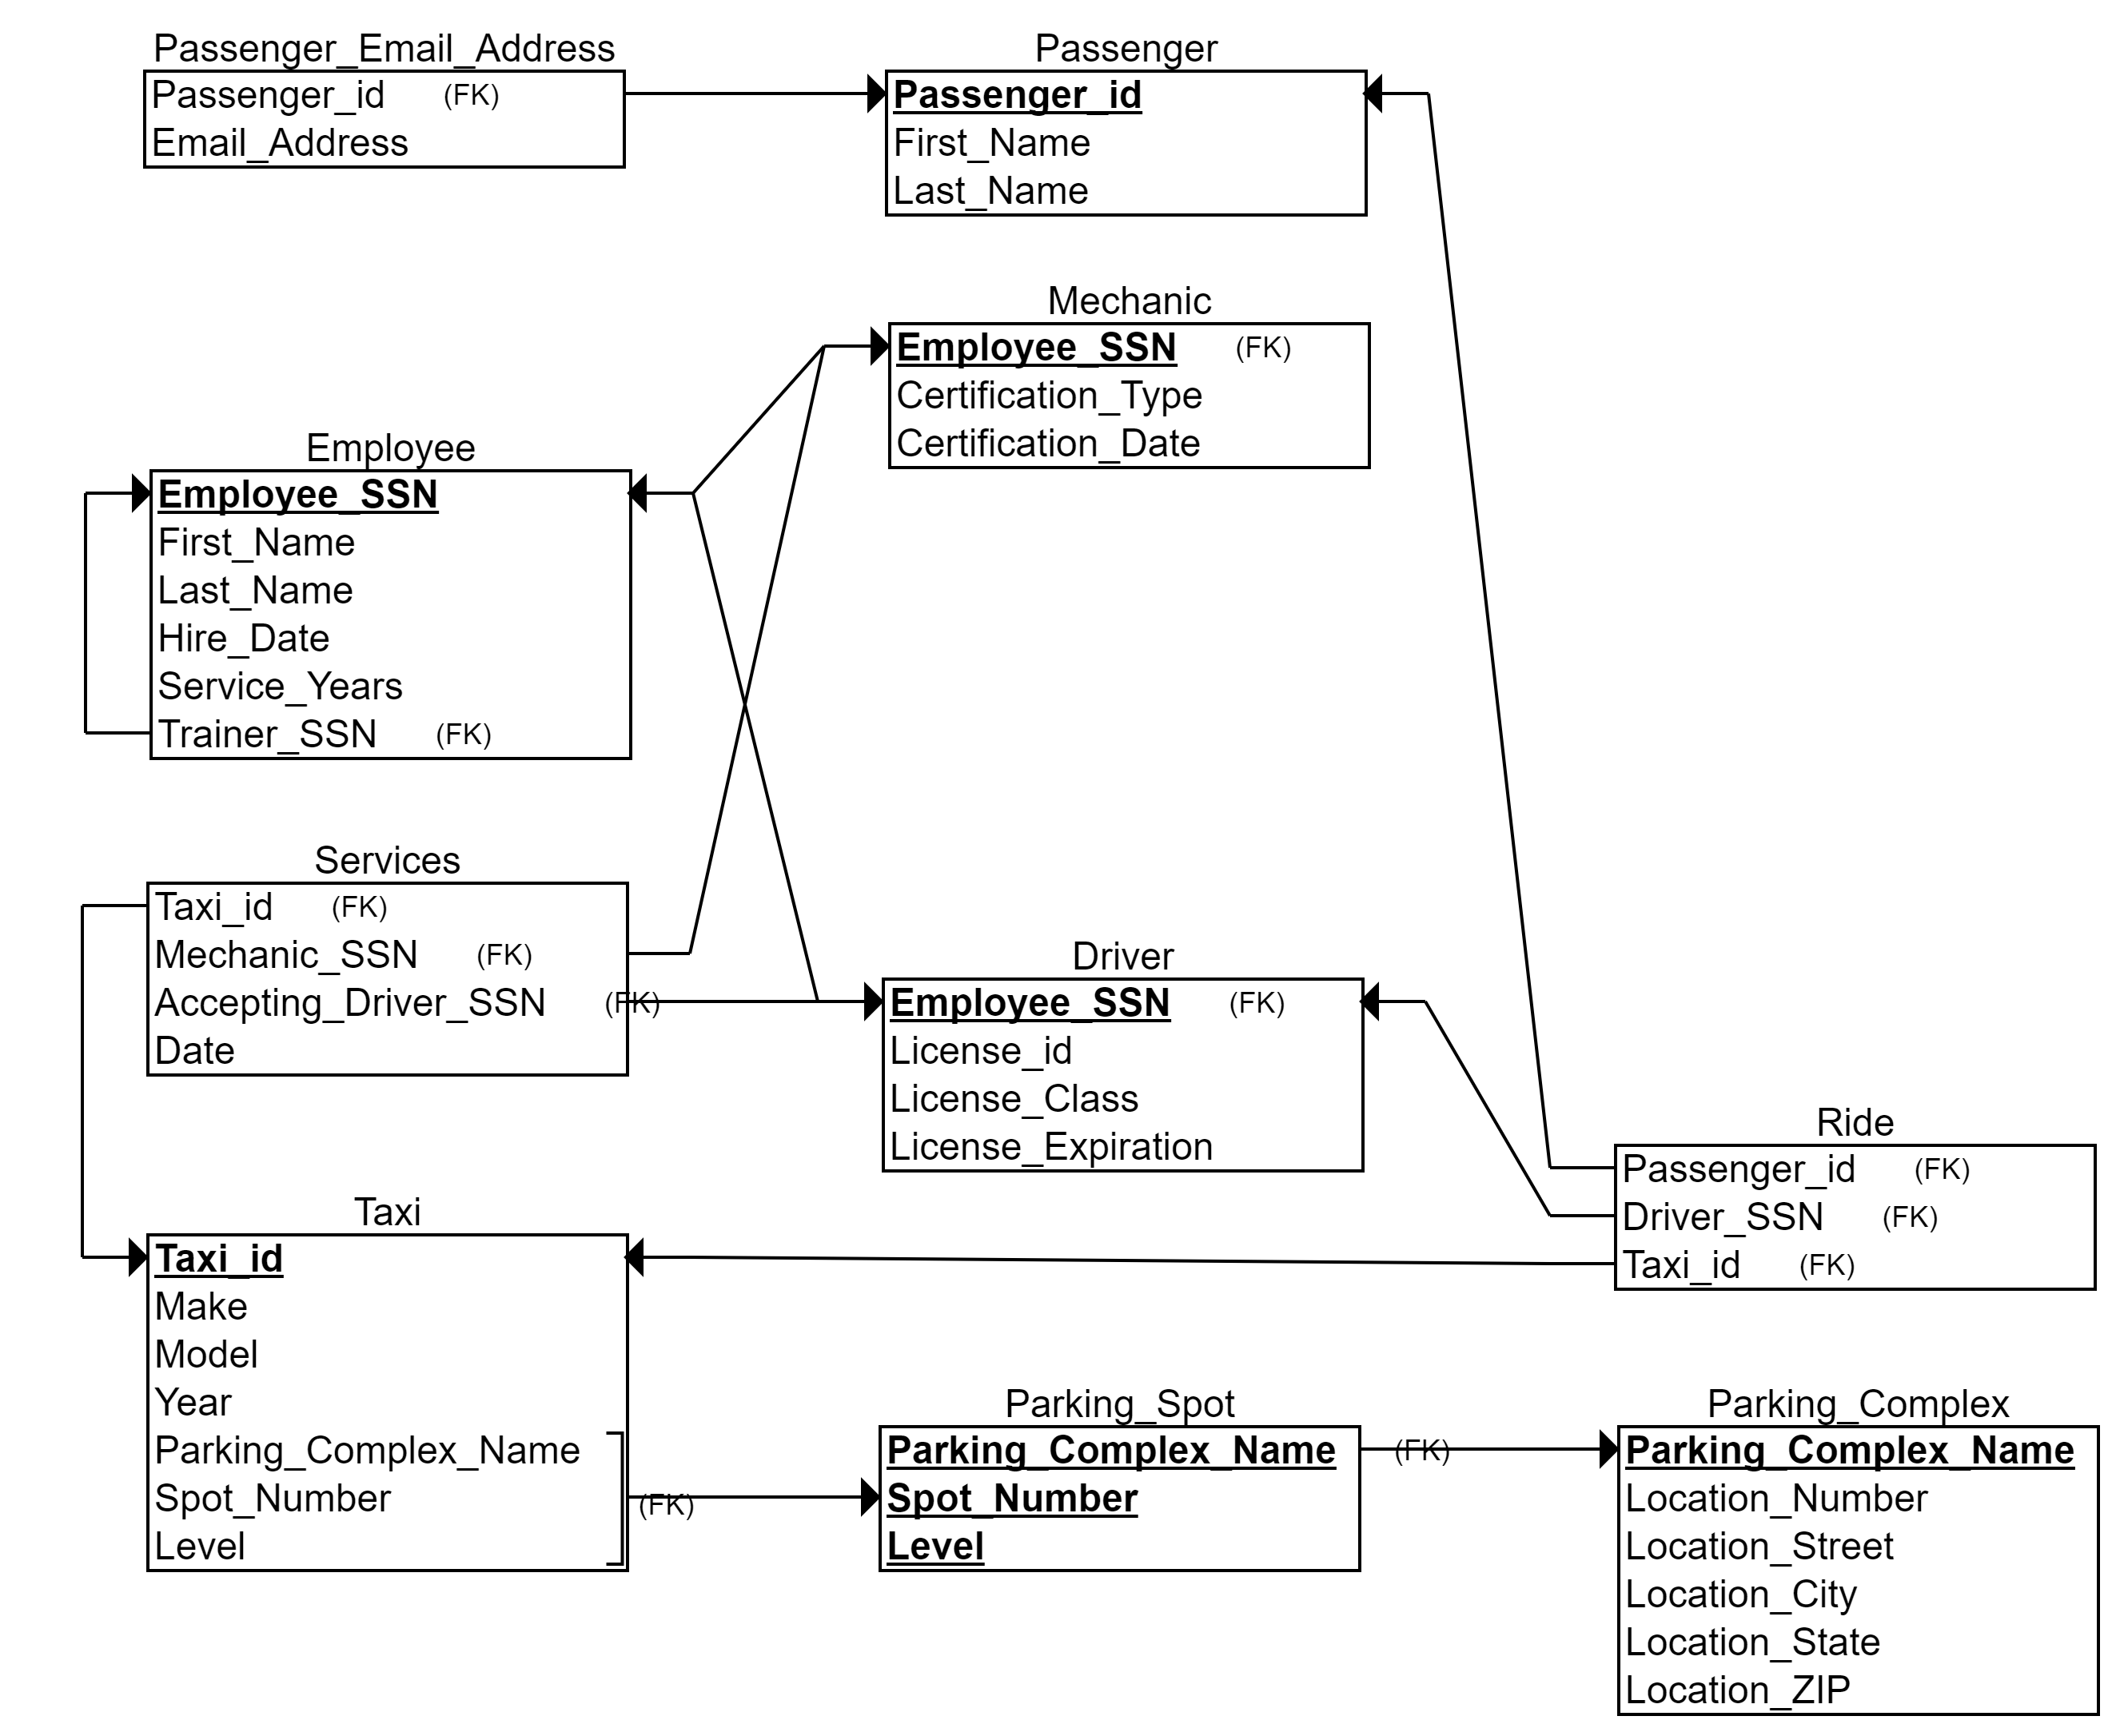 Passenger_Email_Address
Passenger_id (FK)
Email_Address
Passenger
Passenger_id
First_Name
Last_Name
Mechanic
Employee_SSN (FK)
Certification_Type
Certification_Date
Employee
Employee_SSN
First_Name
Last_Name
Hire_Date
Service_Years
Trainer_SSN (FK)
Services
Taxi_id (FK)
Mechanic_SSN (FK)
Accepting_Driver_SSN (FK)
Date
Driver
Employee_SSN (FK)
License_id
License_Class
License_Expiration
Ride
Passenger_id (FK)
Driver_SSN (FK)
Taxi_id (FK)
Taxi
Taxi_id
Make
Model
Year
Parking_Complex_Name
Spot_Number
Level
(FK)
Parking_Spot
Parking_Complex_Name (FK)
Spot_Number
Level
Parking_Complex
Parking_Complex_Name
Location_Number
Location_Street
Location_City
Location_State
Location_ZIP